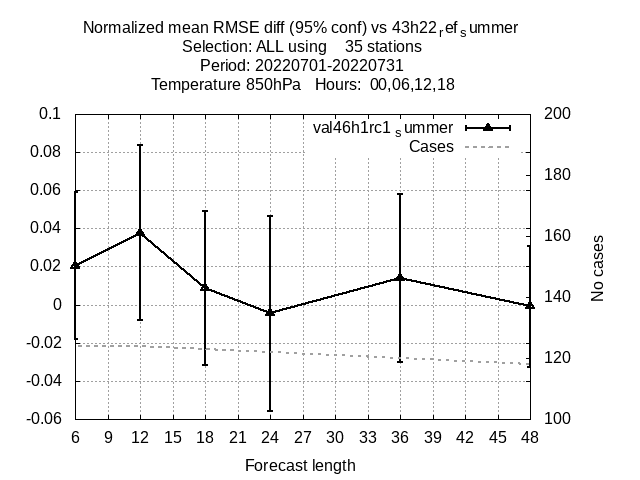 Normalized mean RMSE diff (95% conf) vs 43h22refsummer
Selection: ALL using    35 stations
Period: 20220701-20220731
Temperature 850hPa   Hours:  00,06,12,18
val46h1rc1summer
Cases
0.1
0.08
0.06
0.04
0.02
0
-0.02
-0.04
-0.06
200
180
160
140
120
100
No cases
6 9 12 15 18 21 24 27 30 33 36 39 42 45 48
Forecast length